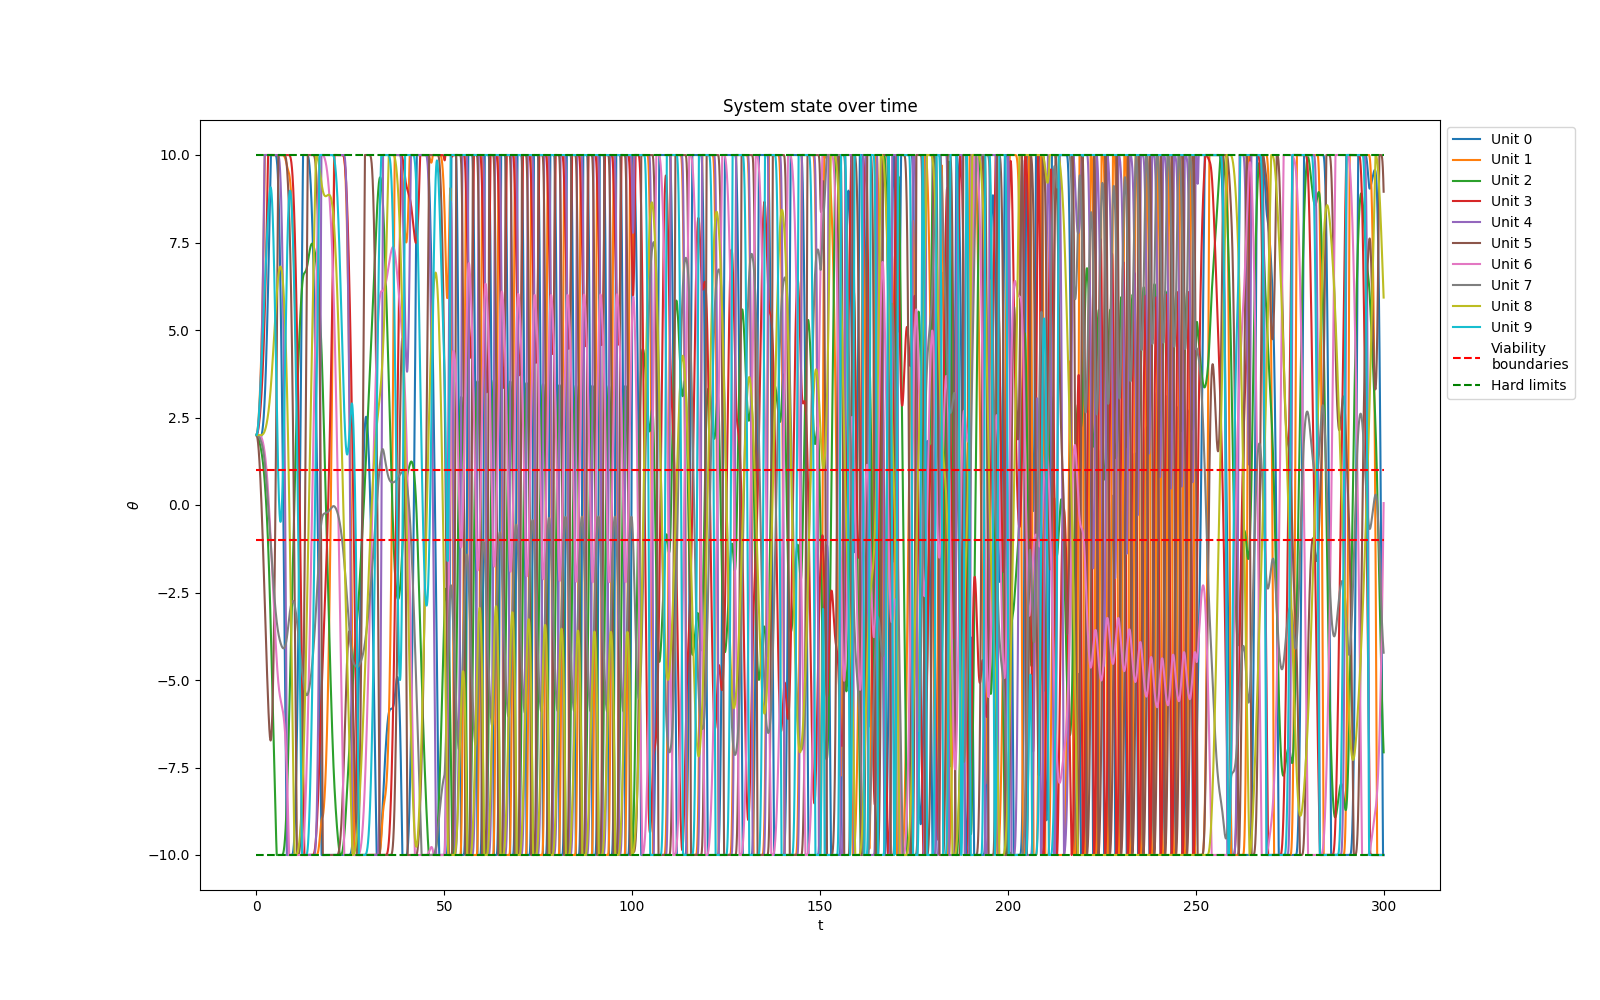 System state over time
10.0
7.5
5.0
2.5
0.0
−2.5
−5.0
−7.5
−10.0
θ
0
50
100
150
200
250
300
t
Unit 0
Unit 1
Unit 2
Unit 3
Unit 4
Unit 5
Unit 6
Unit 7
Unit 8
Unit 9
Viability
boundaries
Hard limits